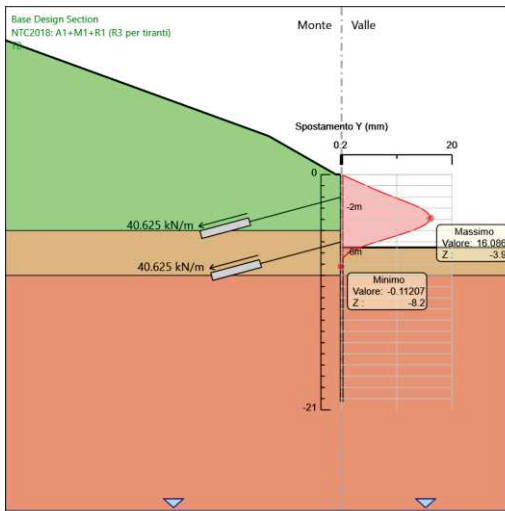 Base Design Section
NTC2018: A1+M1+R1 (R3 per tiranti)
Monte
Valle
Spostamento Y (mm)
0.2
20
0
-2m
40.625 kN/m
Massimo
Valore: 16.086
Z : -3.9
40.625 kN/m
-6m
Minimo
Valore: -0.11207
Z : -8.2
-21